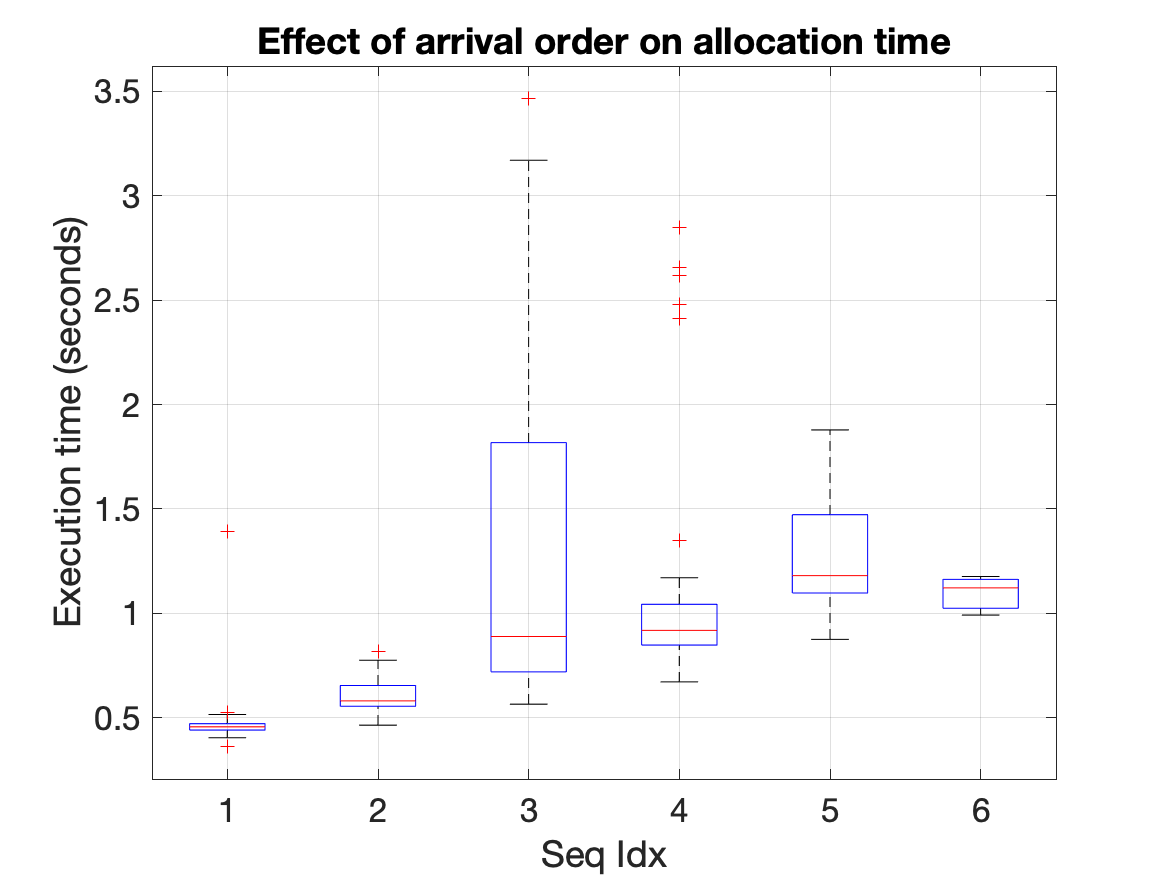 Effect of arrival order on allocation time
3.5
3
2.5
2
1.5
1
0.5
Execution time (seconds)
1 2 3 4 5 6
Seq Idx